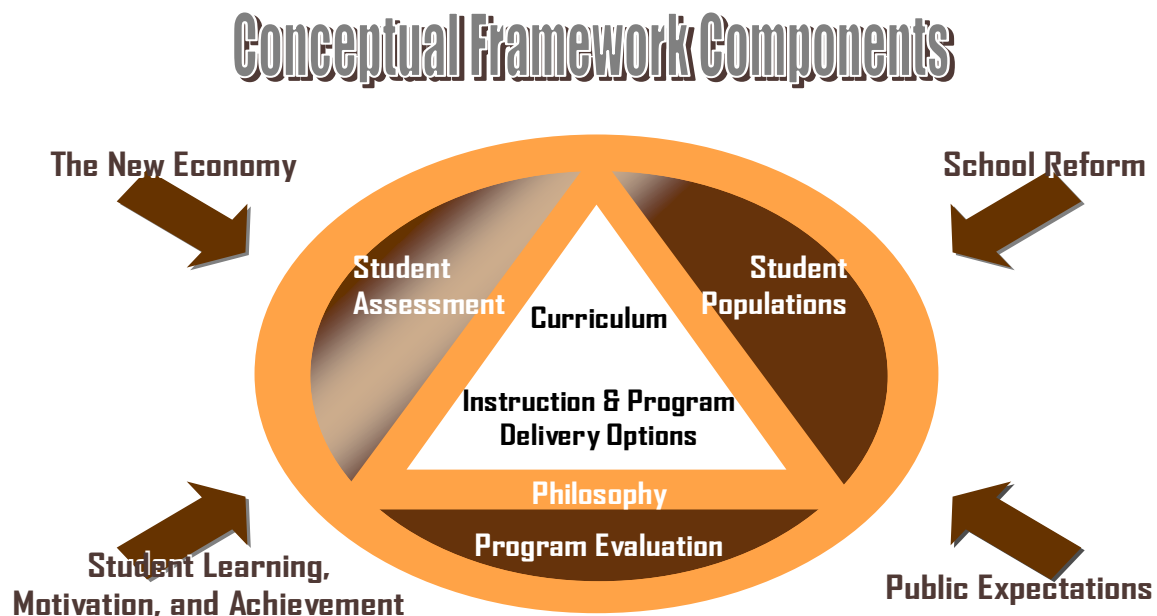 Conceptual Framework Components
The New Economy
School Reform
Student
Assessment
Student
Populations
Curriculum
Instruction & Program
Delivery Options
Philosophy
Program Evaluation
Student Learning,
Motivation, and Achievement
Public Expectations